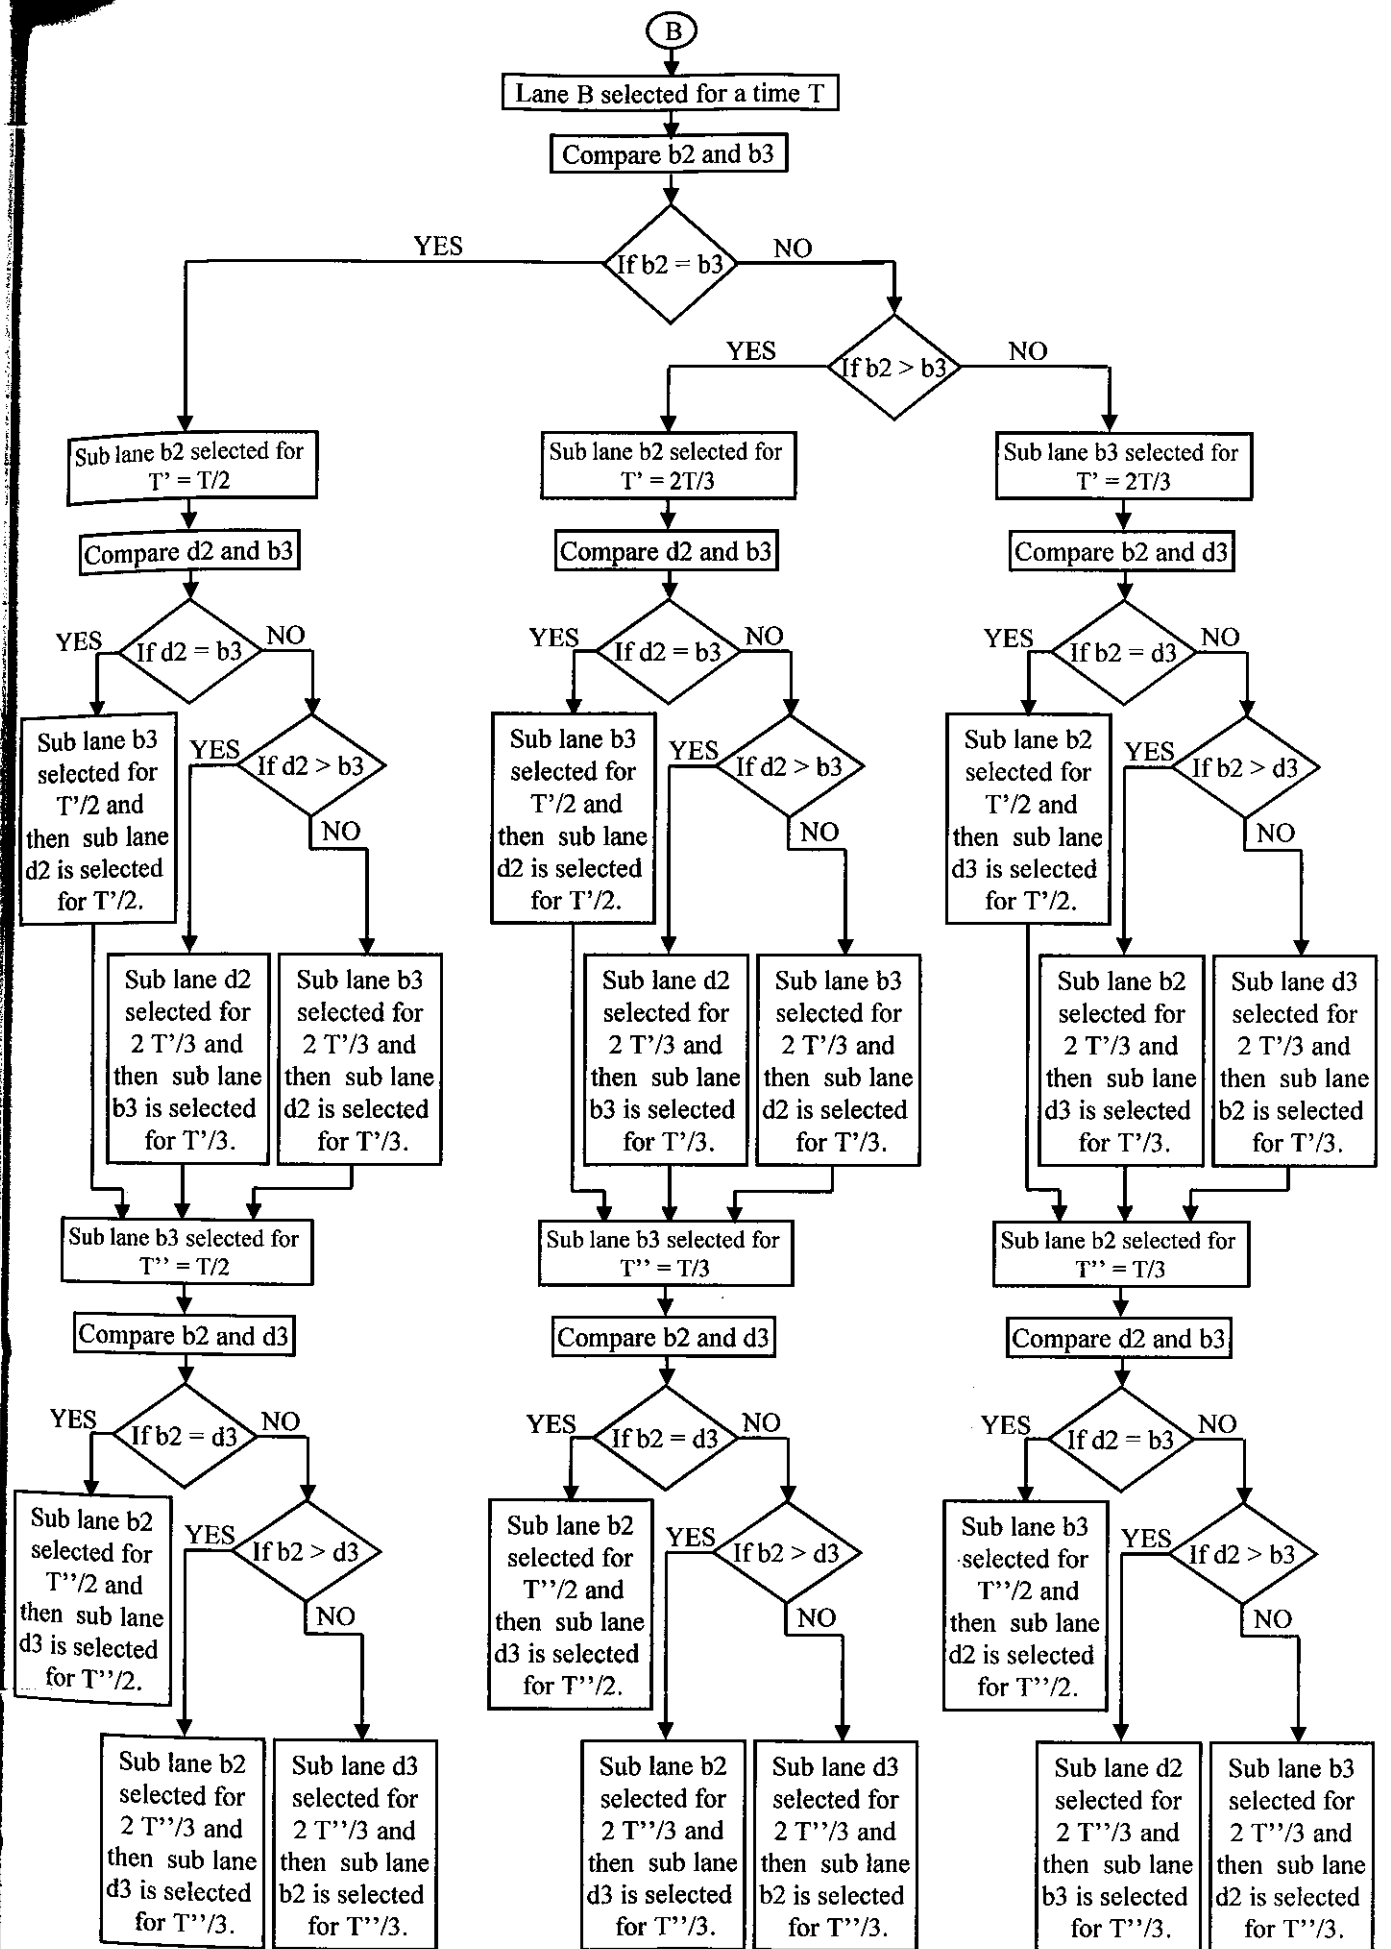 B
Lane B selected for a time T
Compare b2 and b3
If b2 = b3
YES
NO
If b2 > b3
YES
NO
Sub lane b2 selected for
T' = T/2
Compare d2 and b3
If d2 = b3
YES
NO
Sub lane b3
selected for
T'/2 and
then sub lane
d2 is selected
for T'/2.
If d2 > b3
YES
NO
Sub lane d2
selected for
2 T'/3 and
then sub lane
b3 is selected
for T'/3.
Sub lane b3
selected for
2 T'/3 and
then sub lane
d2 is selected
for T'/3.
Sub lane b3 selected for
T'' = T/2
Compare b2 and d3
If b2 = d3
YES
NO
Sub lane b2
selected for
T''/2 and
then sub lane
d3 is selected
for T''/2.
If b2 > d3
YES
NO
Sub lane b2
selected for
2 T''/3 and
then sub lane
d3 is selected
for T''/3.
Sub lane d3
selected for
2 T''/3 and
then sub lane
b2 is selected
for T''/3.
Sub lane b2 selected for
T' = 2T/3
Compare d2 and b3
If d2 = b3
YES
NO
Sub lane b3
selected for
T'/2 and
then sub lane
d2 is selected
for T'/2.
If d2 > b3
YES
NO
Sub lane d2
selected for
2 T'/3 and
then sub lane
b3 is selected
for T'/3.
Sub lane b3
selected for
2 T'/3 and
then sub lane
d2 is selected
for T'/3.
Sub lane b3 selected for
T'' = T/3
Compare b2 and d3
If b2 = d3
YES
NO
Sub lane b2
selected for
T''/2 and
then sub lane
d3 is selected
for T''/2.
If b2 > d3
YES
NO
Sub lane b2
selected for
2 T''/3 and
then sub lane
d3 is selected
for T''/3.
Sub lane d3
selected for
2 T''/3 and
then sub lane
b2 is selected
for T''/3.
Sub lane b3 selected for
T' = 2T/3
Compare b2 and d3
If b2 = d3
YES
NO
Sub lane b2
selected for
T'/2 and
then sub lane
d3 is selected
for T'/2.
If b2 > d3
YES
NO
Sub lane b2
selected for
2 T'/3 and
then sub lane
d3 is selected
for T'/3.
Sub lane d3
selected for
2 T'/3 and
then sub lane
b2 is selected
for T'/3.
Sub lane b2 selected for
T'' = T/3
Compare d2 and b3
If d2 = b3
YES
NO
Sub lane b3
selected for
T''/2 and
then sub lane
d2 is selected
for T''/2.
If d2 > b3
YES
NO
Sub lane d2
selected for
2 T''/3 and
then sub lane
b3 is selected
for T''/3.
Sub lane b3
selected for
2 T''/3 and
then sub lane
d2 is selected
for T''/3.